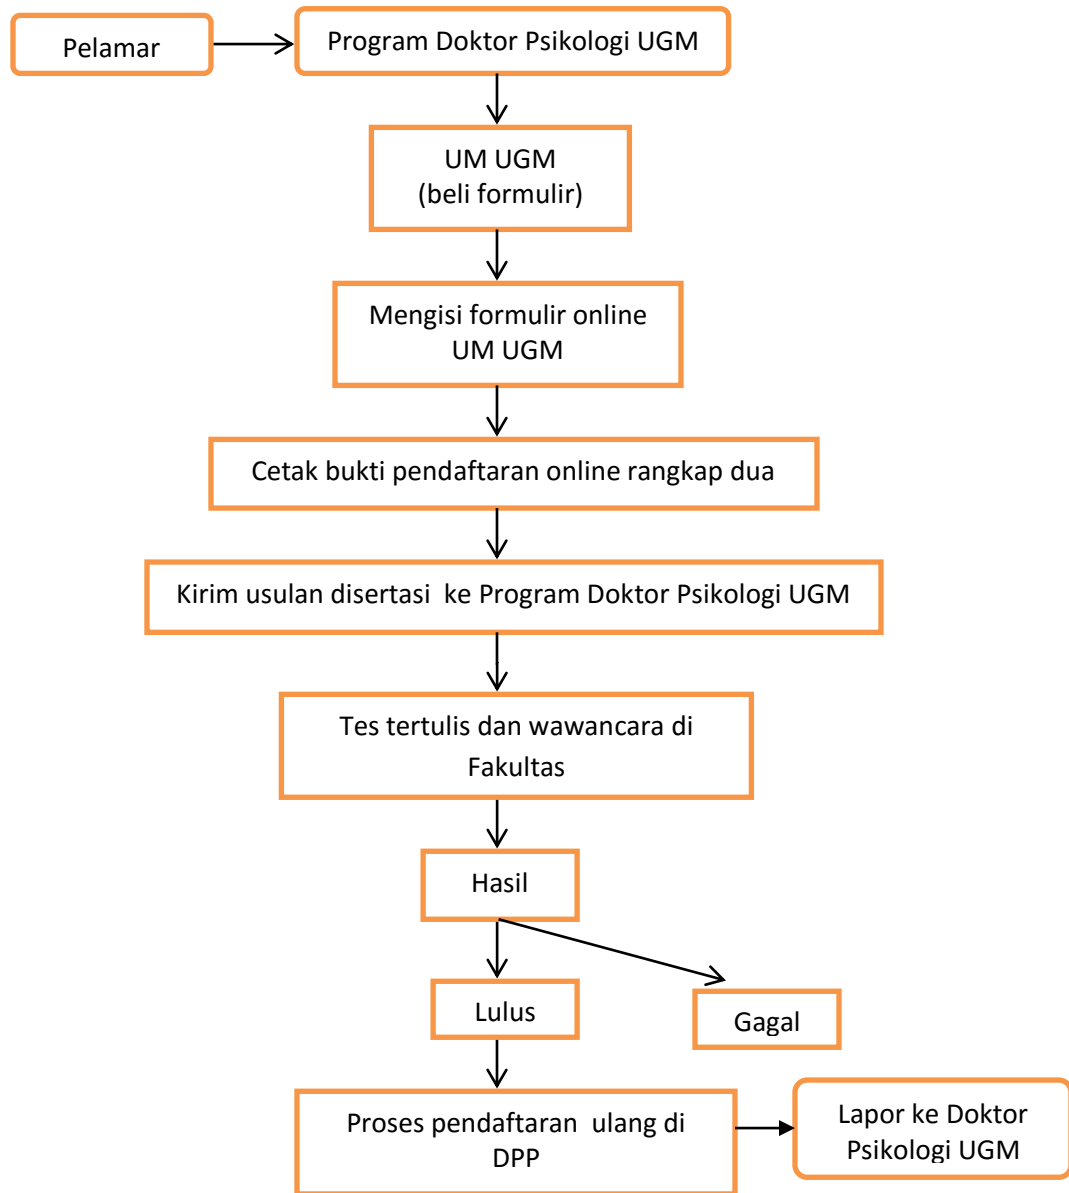 Pelamar
Program Doktor Psikologi UGM
UM UGM
(beli formulir)
Mengisi formulir online
UM UGM
Cetak bukti pendaftaran online rangkap dua
Kirim usulan disertasi  ke Program Doktor Psikologi UGM
Tes tertulis dan wawancara di
Fakultas
Hasil
Lulus
Gagal
Proses pendaftaran  ulang di
DPP
Lapor ke Doktor
Psikologi UGM